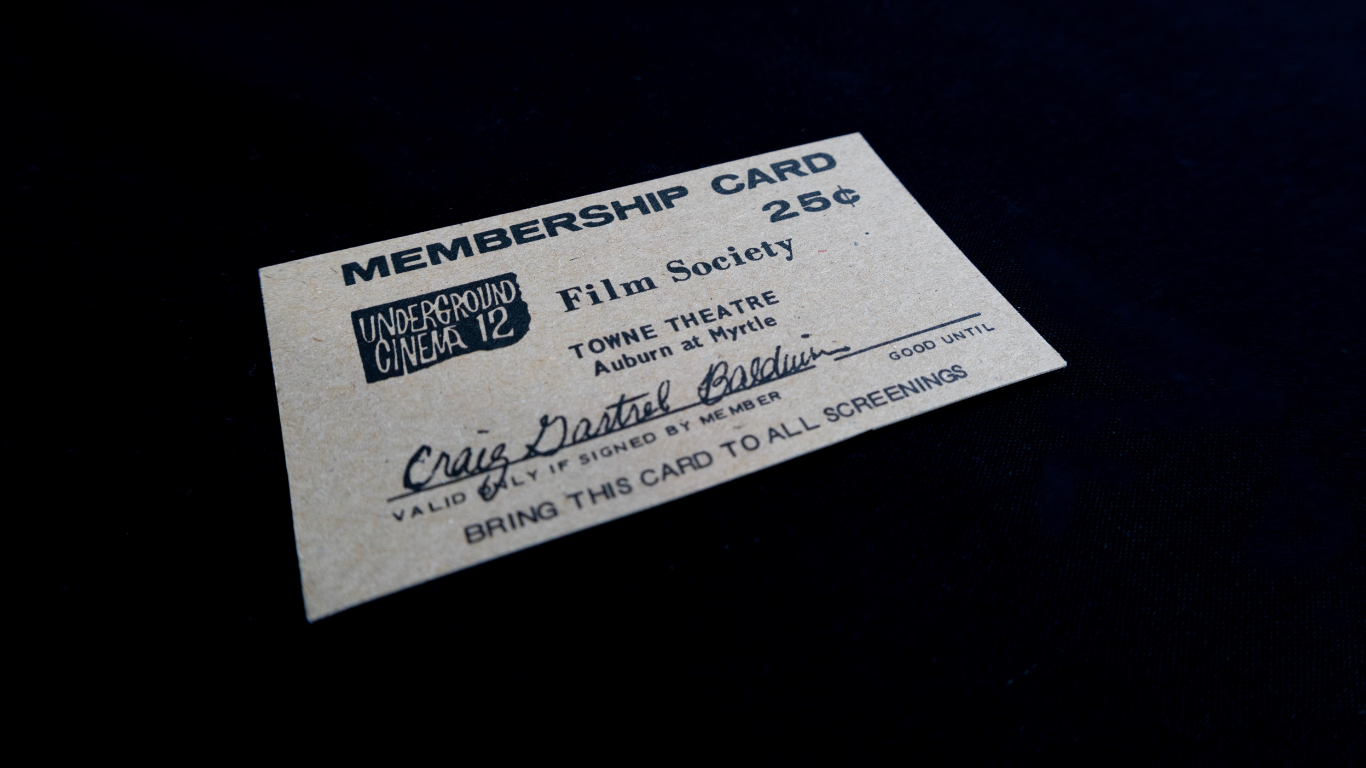 MEMBERSHIP CARD
25¢
UNDERGROUND
CINEMA 12
Film Society
TOWNE THEATRE
Auburn at Myrtle
Craig Gastrel Baldwin
GOOD UNTIL
VALID ONLY IF SIGNED BY MEMBER
BRING THIS CARD TO ALL SCREENINGS